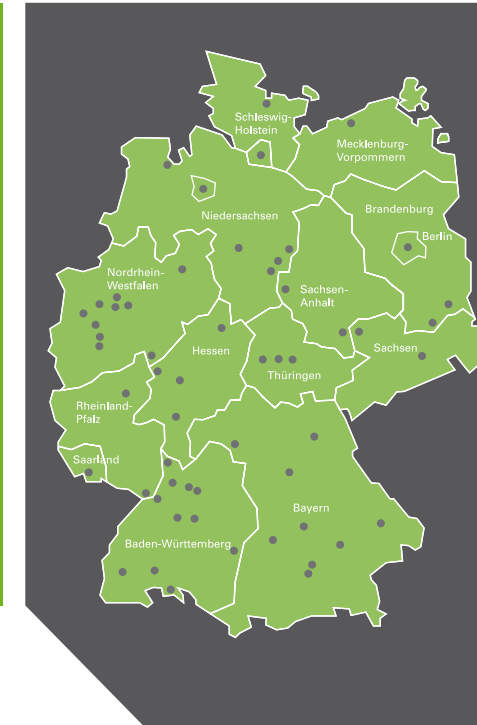 Schleswig-
Holstein
Mecklenburg-
Vorpommern
Brandenburg
Niedersachsen
Berlin
Nordrhein-
Westfalen
Sachsen-
Anhalt
Hessen
Sachsen
Thüringen
Rheinland-
Pfalz
Saarland
Bayern
Baden-Württemberg